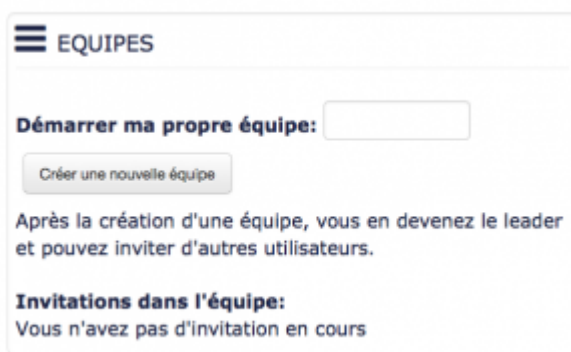 EQUIPES
Démarrer ma propre équipe:
Créer une nouvelle équipe
Après la création d'une équipe, vous en devenez le leader
et pouvez inviter d'autres utilisateurs.
Invitations dans l'équipe:
Vous n'avez pas d'invitation en cours